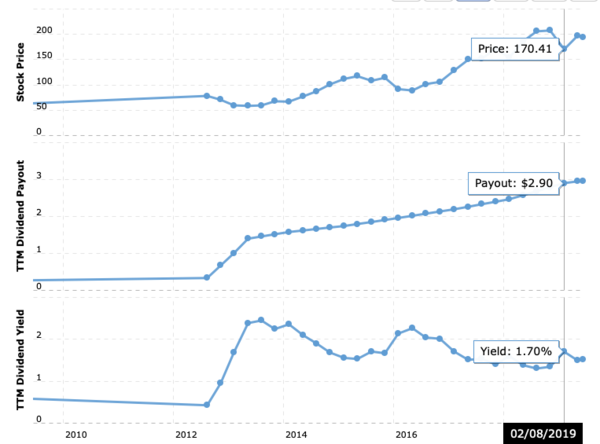 Stock Price
200
150
100
50
0
Price: 170.41
TTM Dividend Payout
3
2
1
0
Payout: $2.90
TTM Dividend Yield
2
1
0
Yield: 1.70%
2010
2012
2014
2016
02/08/2019